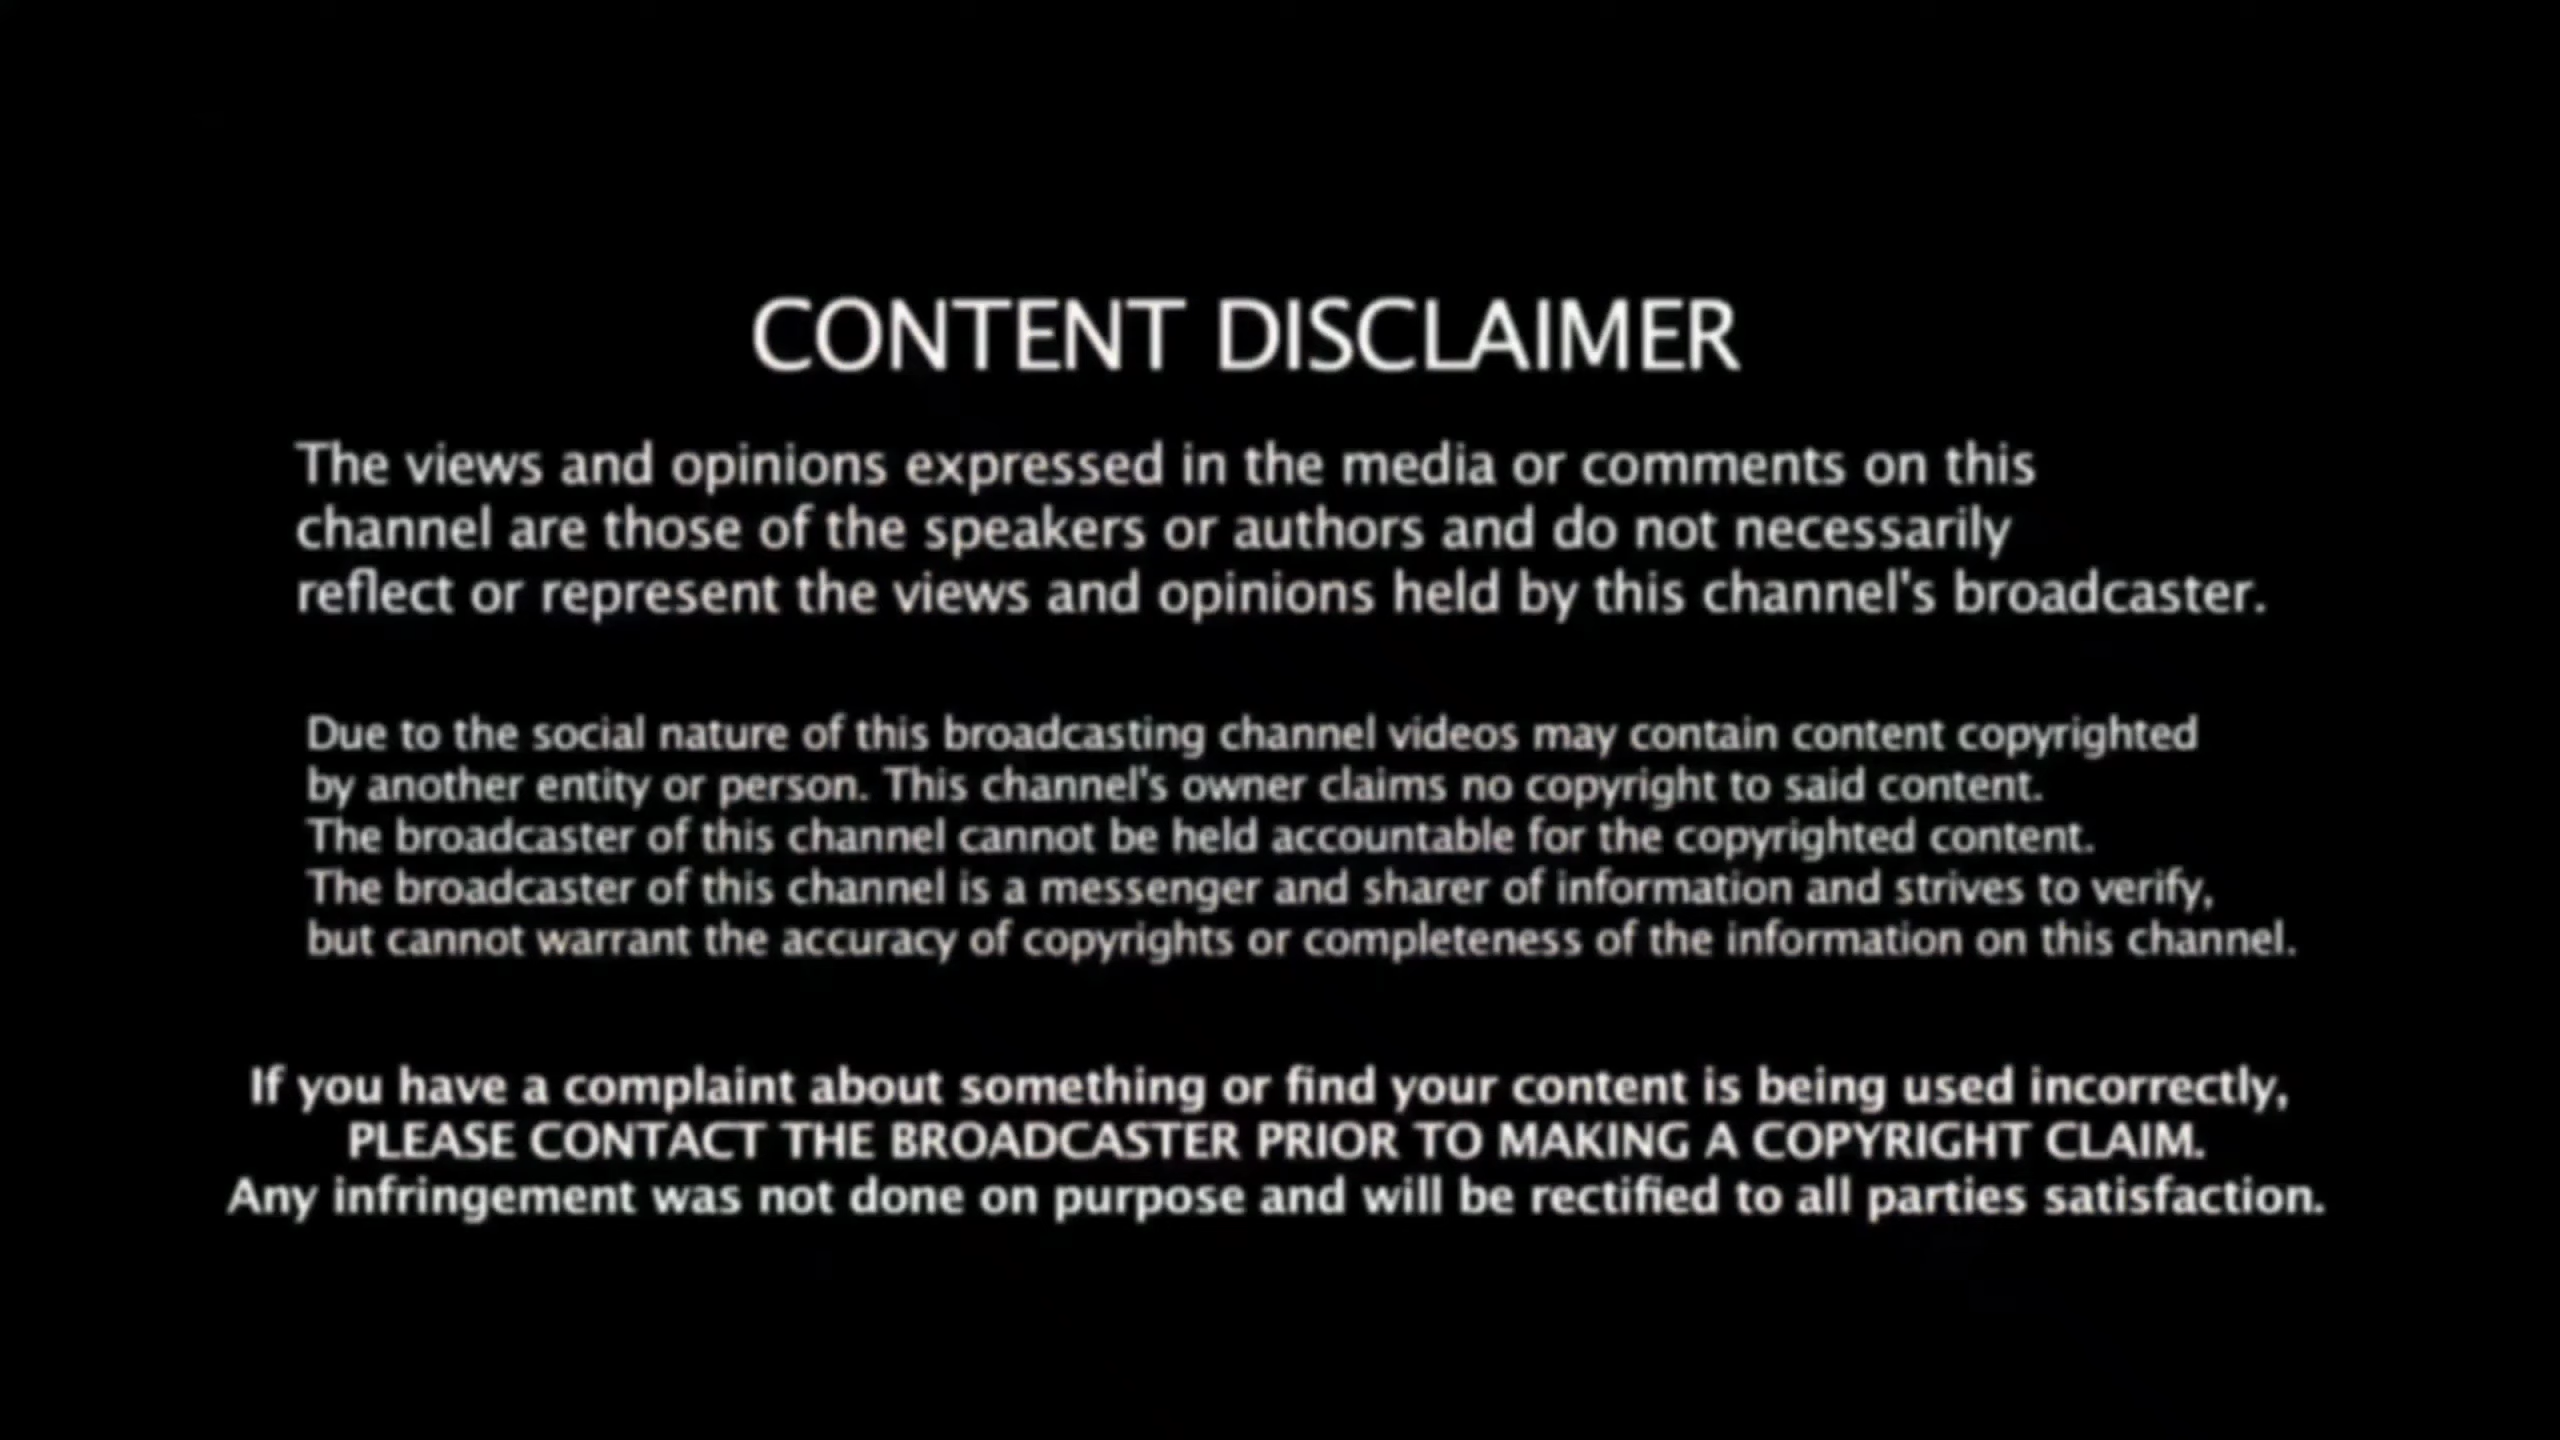 CONTENT DISCLAIMER
The views and opinions expressed in the media or comments on this
channel are those of the speakers or authors and do not necessarily
reflect or represent the views and opinions held by this channel's broadcaster.
Due to the social nature of this broadcasting channel videos may contain content copyrighted
by another entity or person. This channel's owner claims no copyright to said content.
The broadcaster of this channel cannot be held accountable for the copyrighted content.
The broadcaster of this channel is a messenger and sharer of information and strives to verify,
but cannot warrant the accuracy of copyrights or completeness of the information on this channel.
If you have a complaint about something or find your content is being used incorrectly,
PLEASE CONTACT THE BROADCASTER PRIOR TO MAKING A COPYRIGHT CLAIM.
Any infringement was not done on purpose and will be rectified to all parties satisfaction.